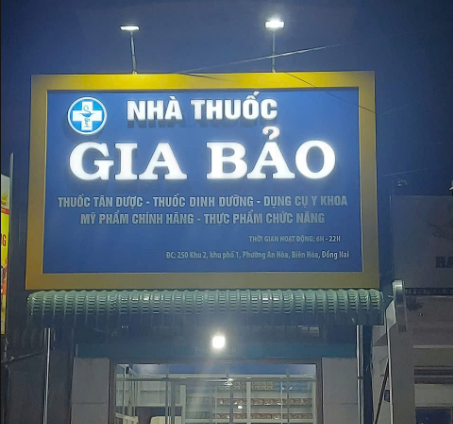 NHÀ THUỐC
GIA BẢO
THUỐC TÂN DƯỢC - THUỐC DINH DƯỠNG - DỤNG CỤ Y KHOA
MỸ PHẨM CHÍNH HÃNG - THỰC PHẨM CHỨC NĂNG
THỜI GIAN HOẠT ĐỘNG: 6H - 22H
ĐC: 25D Khu 2, khu phố 1, Phường An Hòa, Biên Hòa, Đồng Nai